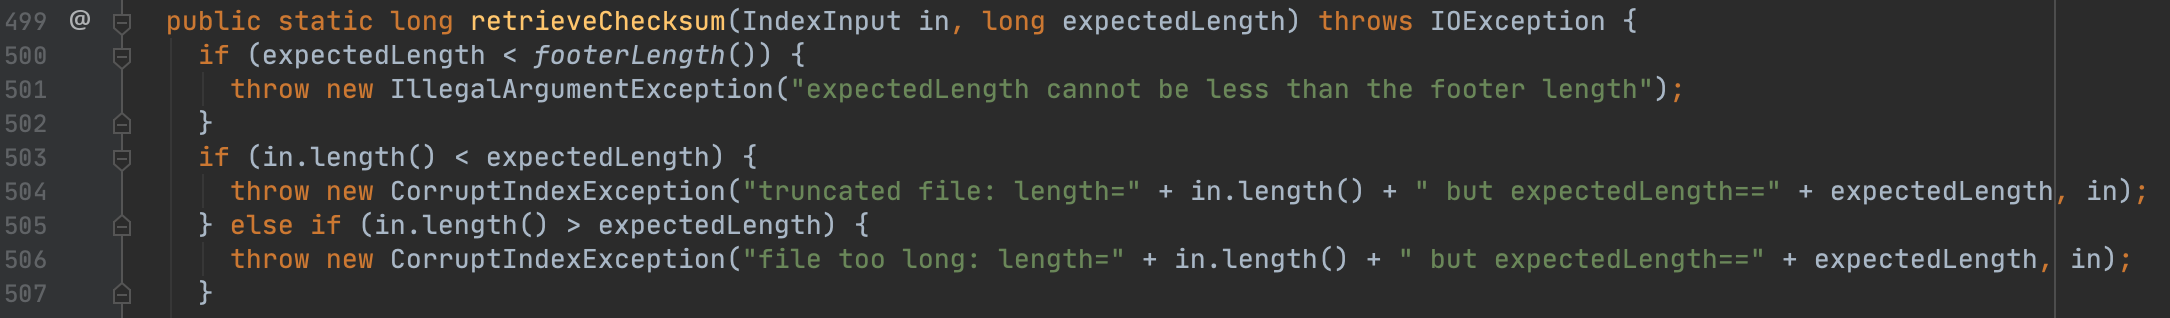 499 @ public static long retrieveChecksum(IndexInput in, long expectedLength) throws IOException {
500 if (expectedLength < footerLength()) {
501 throw new IllegalArgumentException("expectedLength cannot be less than the footer length");
502 }
503 if (in.length() < expectedLength) {
504 throw new CorruptIndexException("truncated file: length=" + in.length() + " but expectedLength==" + expectedLength, in);
505 } else if (in.length() > expectedLength) {
506 throw new CorruptIndexException("file too long: length=" + in.length() + " but expectedLength==" + expectedLength, in);
507 }